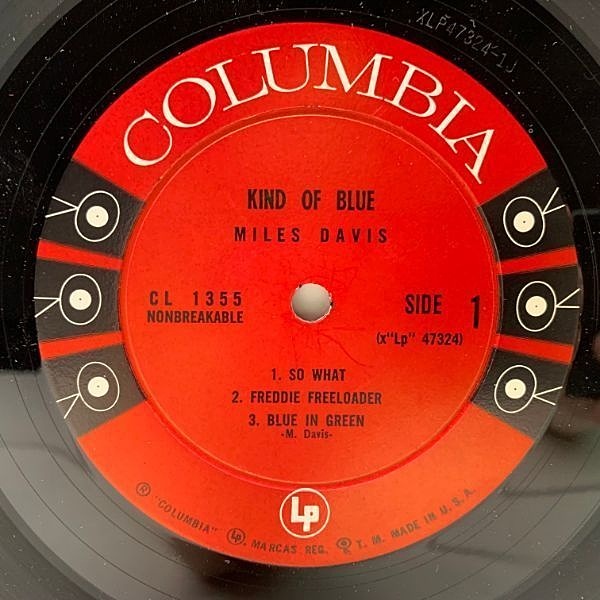 XLP47324-1J
COLUMBIA
KIND OF BLUE
MILES DAVIS
CL 1355
NONBREAKABLE
SIDE 1
(x"Lp" 47324)
1. SO WHAT
2. FREDDIE FREELOADER
3. BLUE IN GREEN
-M. Davis-
Lp
® "COLUMBIA" Lp, MARCAS REG. T. M. MADE IN U. S. A.